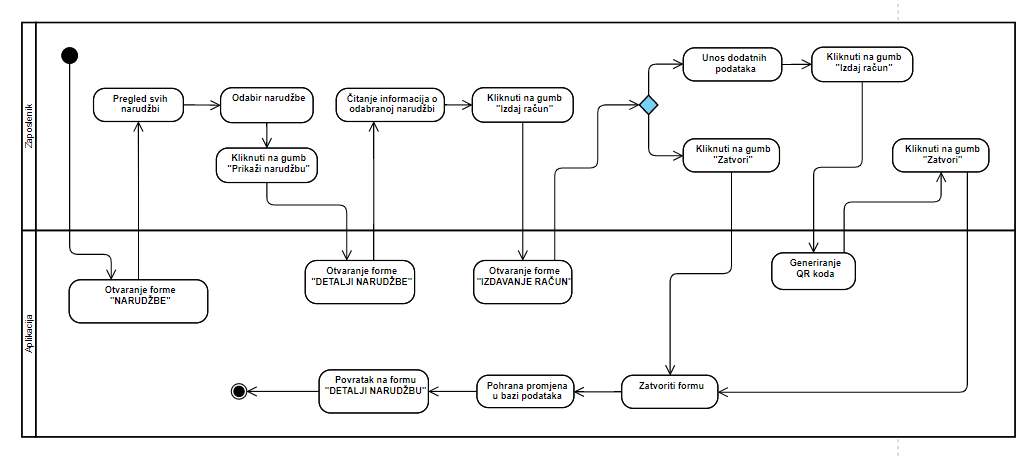 Zaposlenik
Pregled svih
narudžbi
Odabir narudžbe
Kliknuti na gumb
"Prikaži narudžbu"
Čitanje informacija o
odabranoj narudžbi
Kliknuti na gumb
"Izdaj račun"
Unos dodatnih
podataka
Kliknuti na gumb
"Izdaj račun"
Kliknuti na gumb
"Zatvori"
Kliknuti na gumb
"Zatvori"
Aplikacija
Otvaranje forme
"NARUDŽBE"
Otvaranje forme
"DETALJI NARUDŽBE"
Otvaranje forme
"IZDAVANJE RAČUN"
Generiranje
QR koda
Povratak na formu
"DETALJI NARUDŽBU"
Pohrana promjena
u bazi podataka
Zatvoriti formu